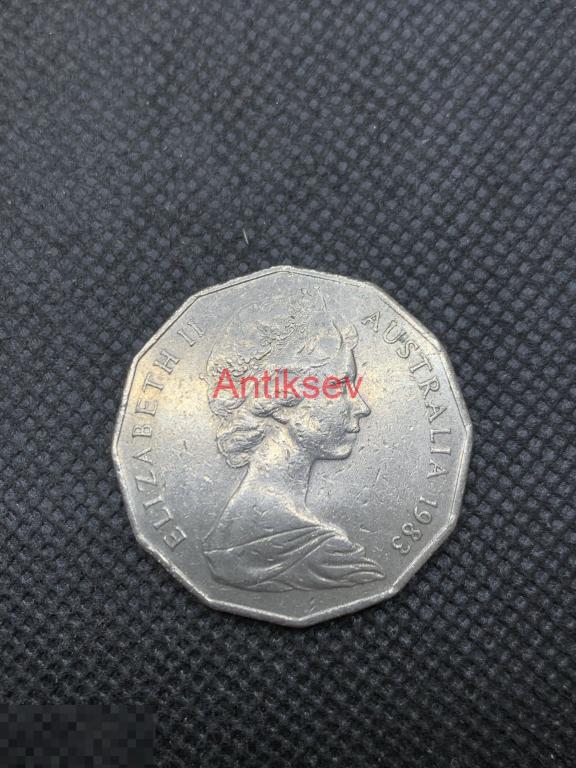 ELIZABETH II
AUSTRALIA 1983
Antiksev